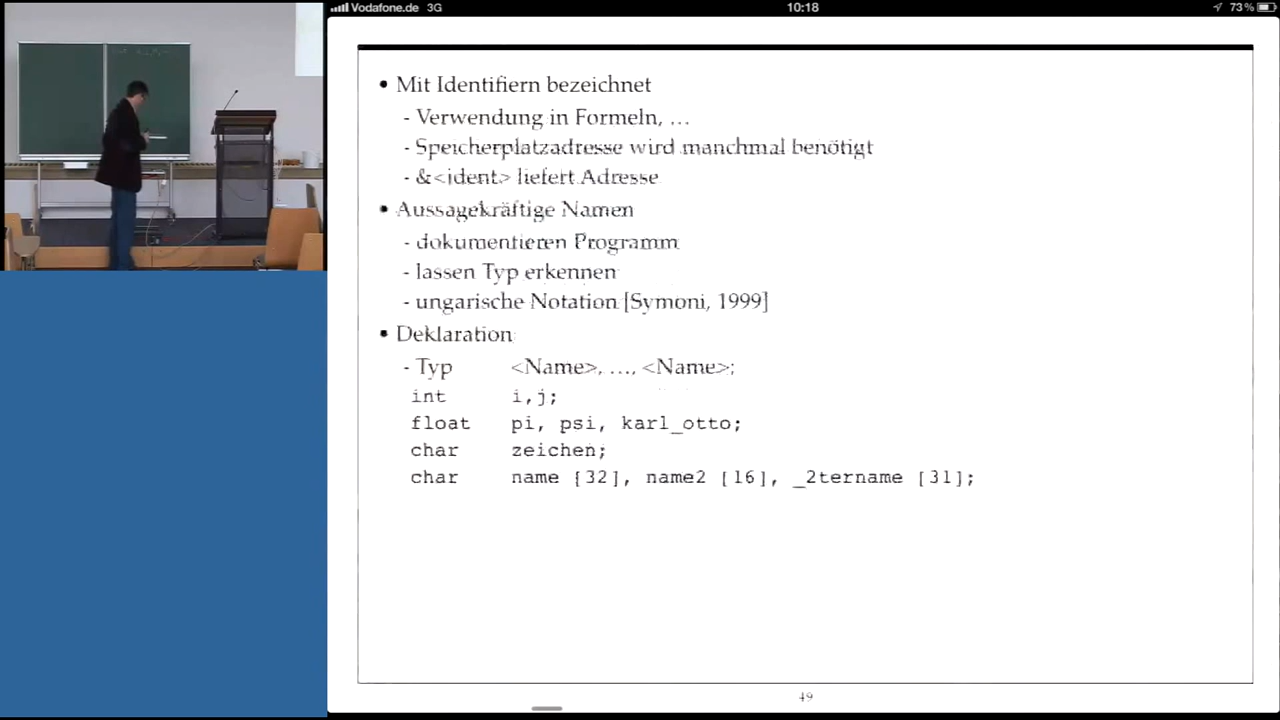 Vodafone.de 3G 10:18 73%
• Mit Identifiern bezeichnet
- Verwendung in Formeln, …
- Speicherplatzadresse wird manchmal benötigt
- &<ident> liefert Adresse
• Aussagekräftige Namen
- dokumentieren Programm
- lassen Typ erkennen
- ungarische Notation [Symoni, 1999]
• Deklaration
- Typ <Name>, …, <Name>;
int i,j;
float pi, psi, karl_otto;
char zeichen;
char name [32], name2 [16], _2tername [31];
49